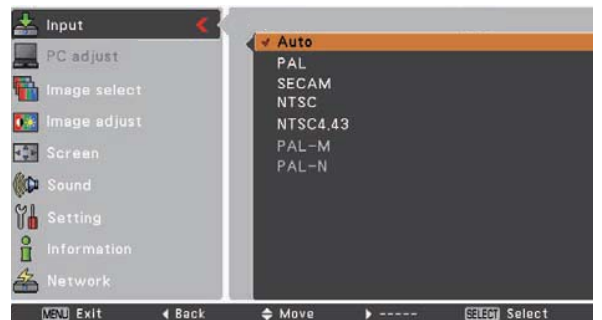 Input
PC adjust
Image select
Image adjust
Screen
Sound
Setting
Information
Network
Auto
PAL
SECAM
NTSC
NTSC4.43
PAL-M
PAL-N
MENU Exit ◀ Back Move ▶ ----- SELECT Select